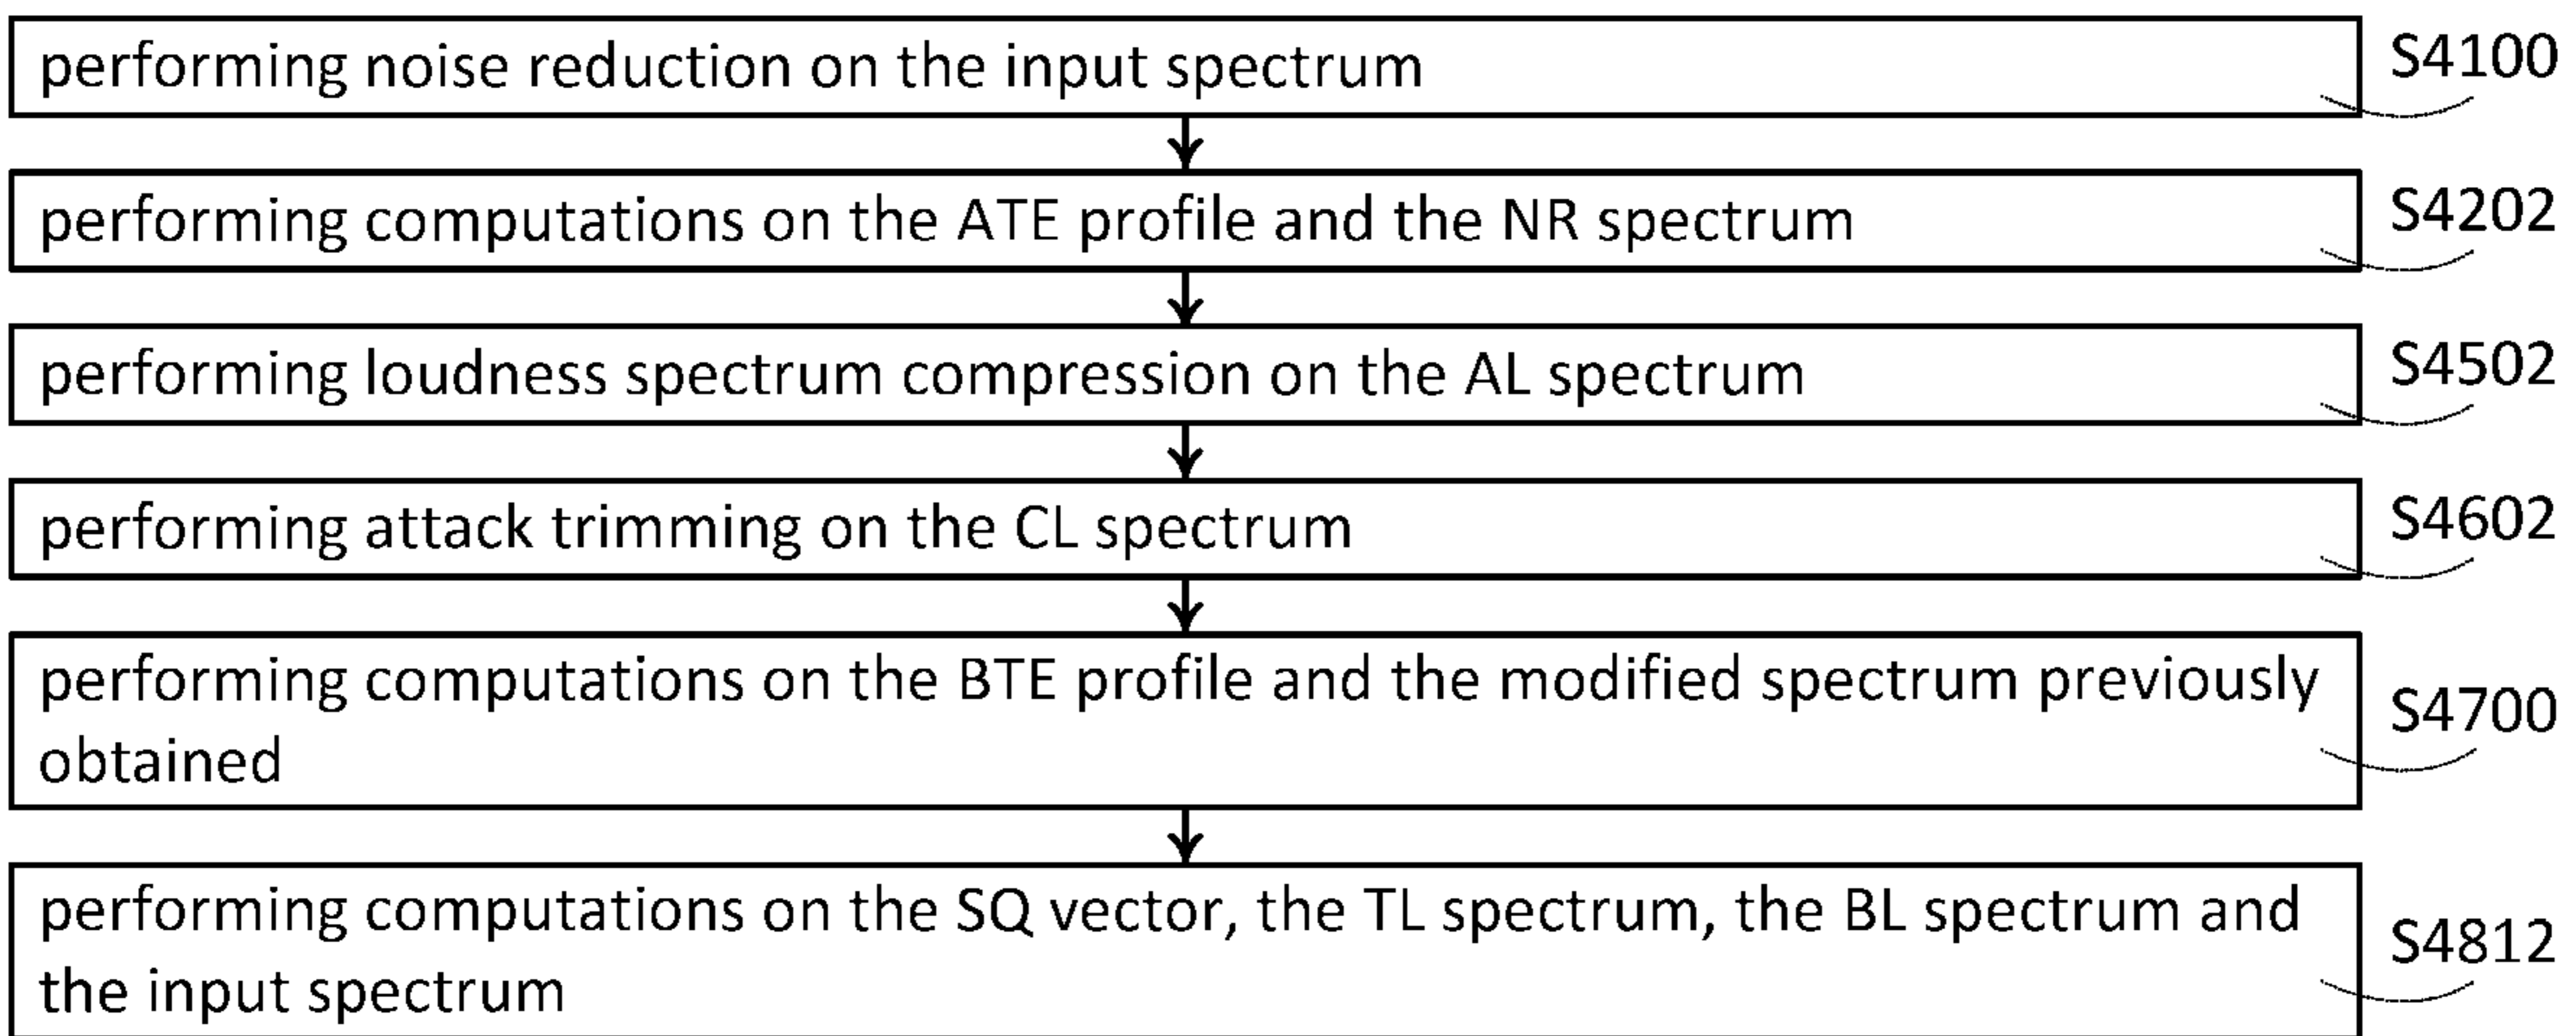 performing noise reduction on the input spectrum
S4100
performing computations on the ATE profile and the NR spectrum
S4202
performing loudness spectrum compression on the AL spectrum
S4502
performing attack trimming on the CL spectrum
S4602
performing computations on the BTE profile and the modified spectrum previously
obtained
S4700
performing computations on the SQ vector, the TL spectrum, the BL spectrum and
the input spectrum
S4812